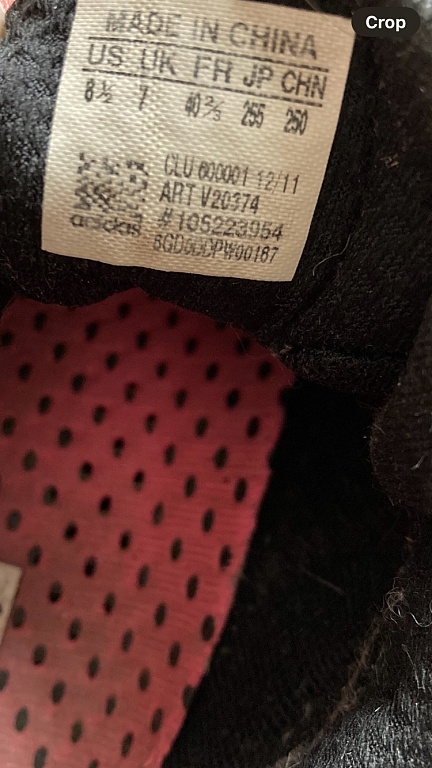 Crop
MADE IN CHINA
US UK FR JP CHN
8½ 7 40⅔ 255 250
CLU 600001 12/11
ART V20374
#105223954
adidas